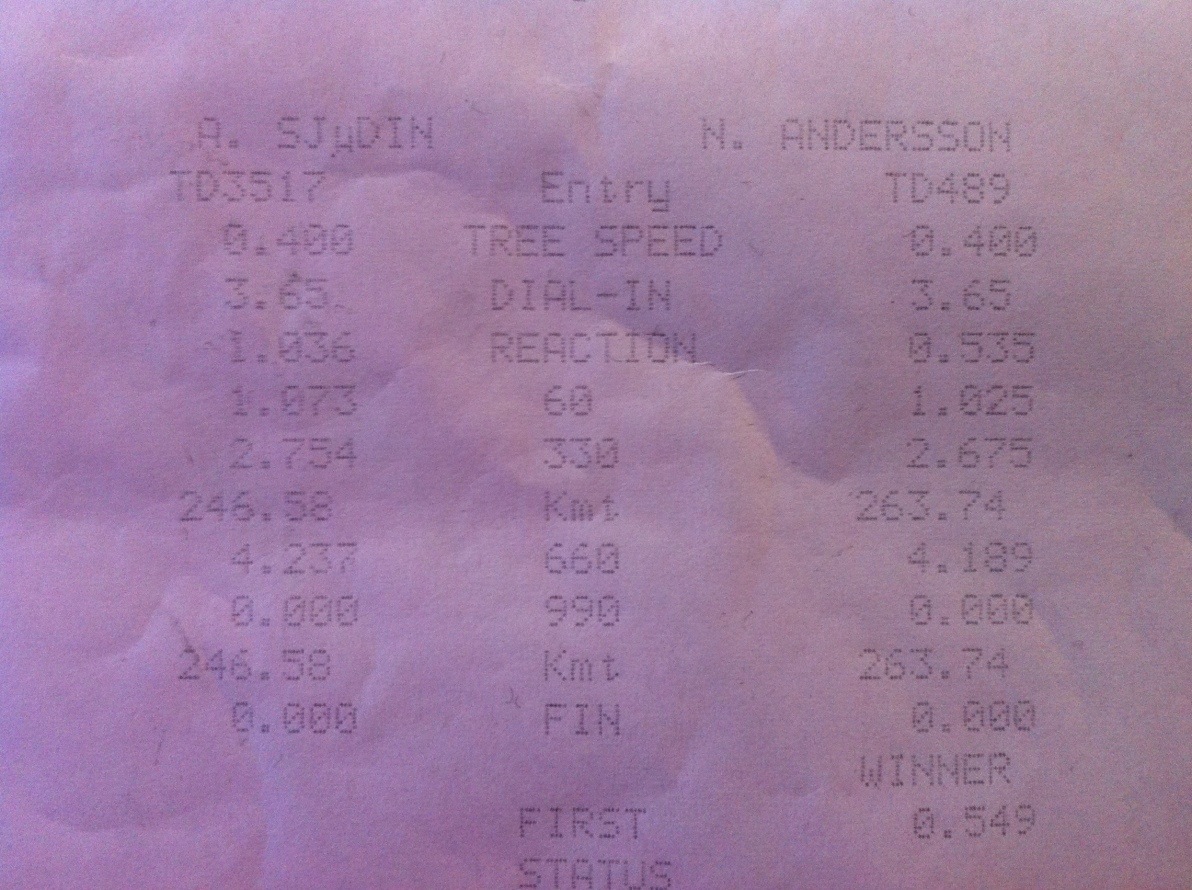 A. SJμDIN N. ANDERSSON
TD3517 Entry TD489
0.400 TREE SPEED 0.400
3.65 DIAL-IN 3.65
1.036 REACTION 0.535
1.073 60 1.025
2.754 330 2.675
246.58 Kmt 263.74
4.237 660 4.189
0.000 990 0.000
246.58 Kmt 263.74
0.000 FIN 0.000
WINNER
FIRST 0.549
STATUS